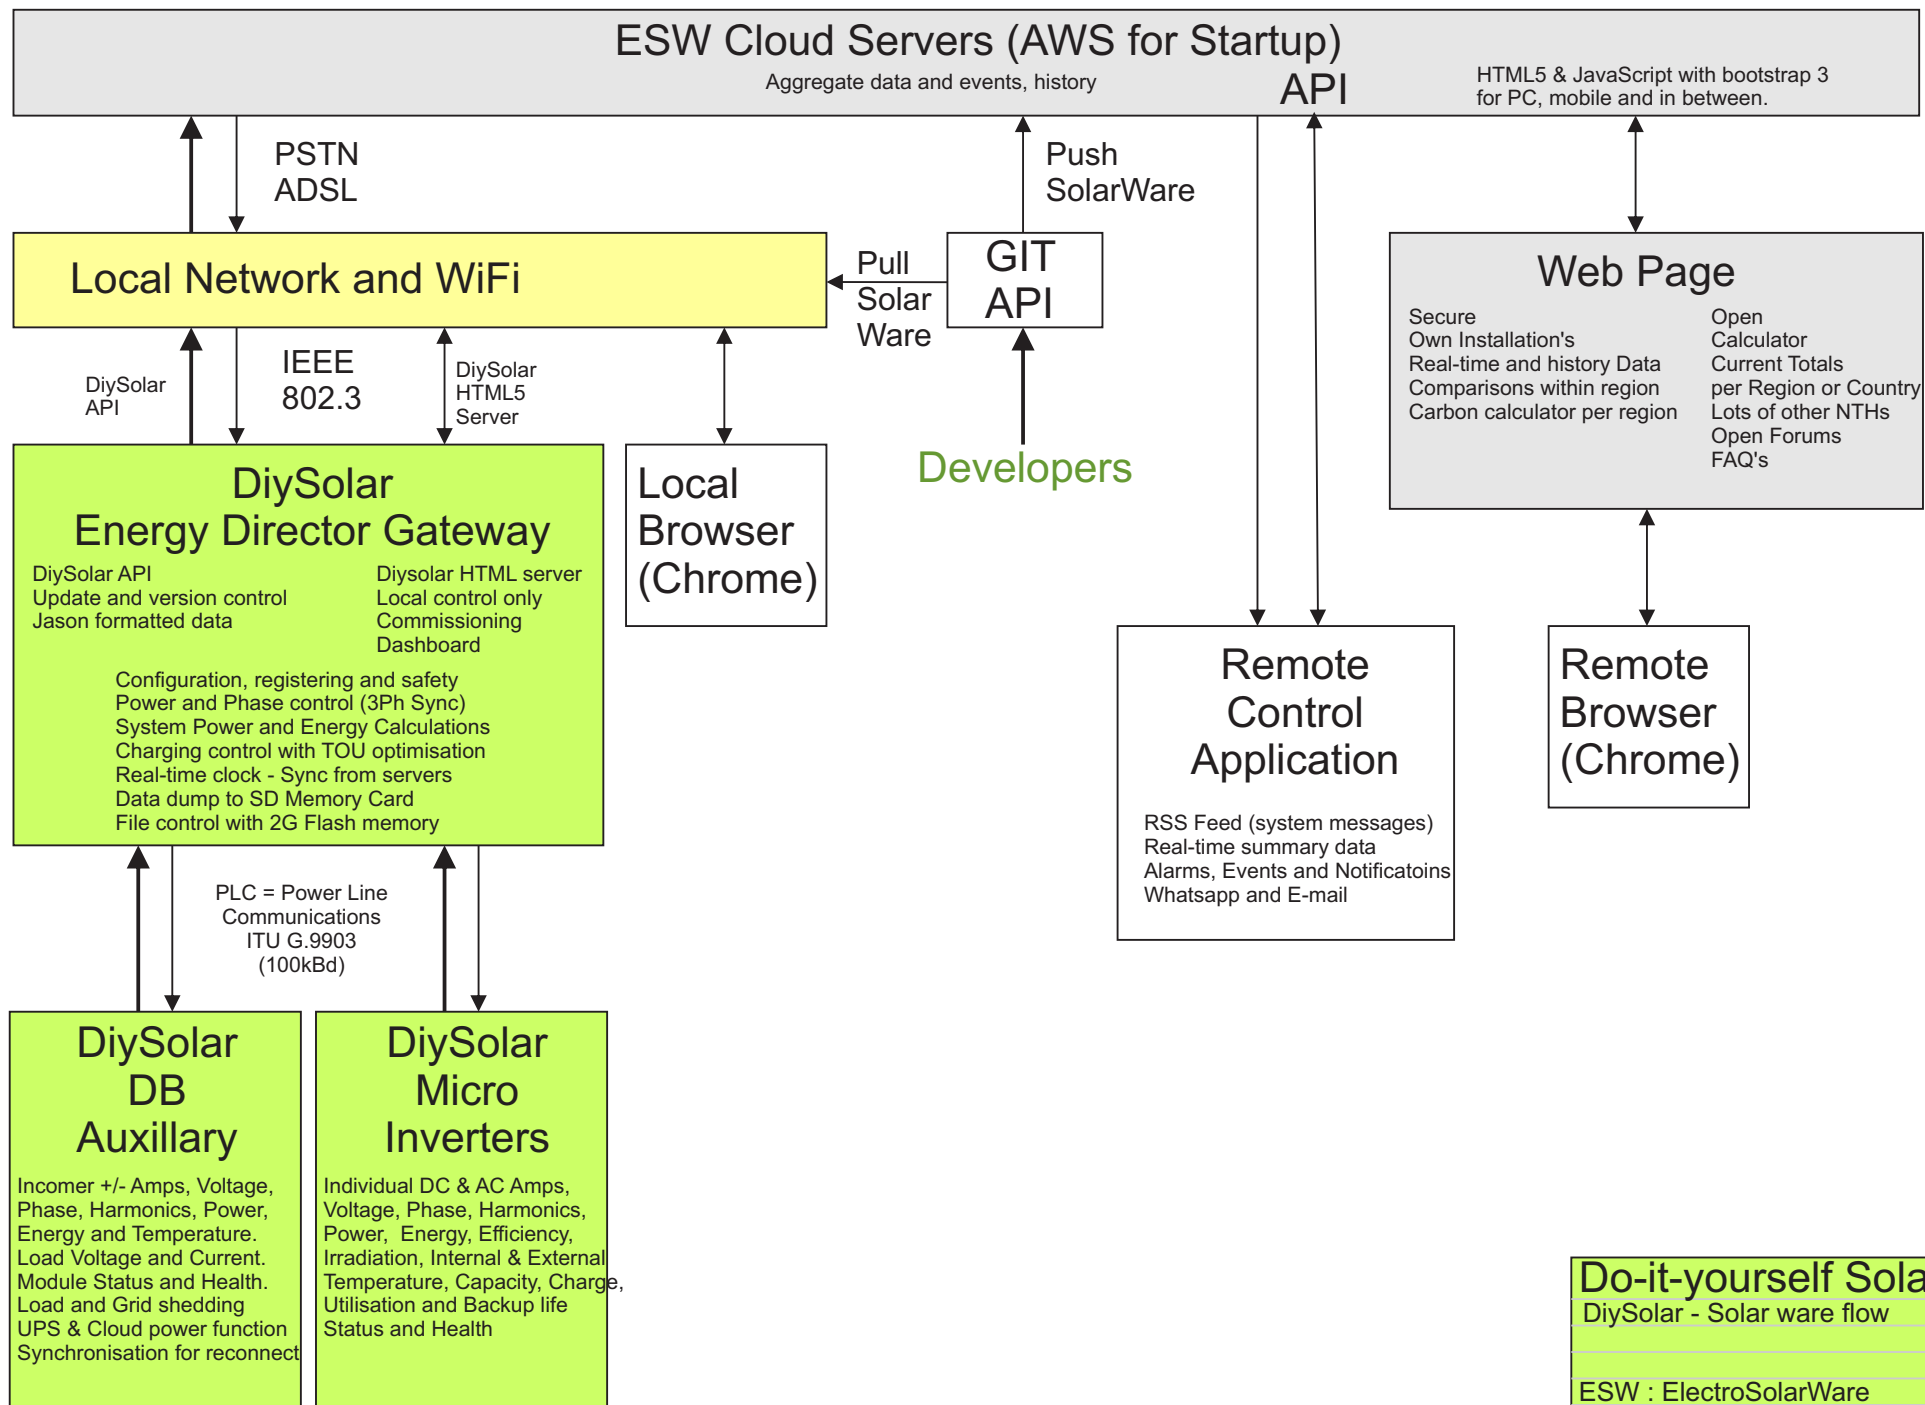 ESW Cloud Servers (AWS for Startup)
Aggregate data and events, history
API
HTML5 & JavaScript with bootstrap 3
for PC, mobile and in between.
PSTN
ADSL
Push
SolarWare
Local Network and WiFi
Pull
Solar
Ware
GIT
API
Web Page
Secure
Own Installation's
Real-time and history Data
Comparisons within region
Carbon calculator per region
Open
Calculator
Current Totals
per Region or Country
Lots of other NTHs
Open Forums
FAQ's
DiySolar
API
IEEE
802.3
DiySolar
HTML5
Server
Developers
DiySolar
Energy Director Gateway
DiySolar API
Update and version control
Jason formatted data
Diysolar HTML server
Local control only
Commissioning
Dashboard
Configuration, registering and safety
Power and Phase control (3Ph Sync)
System Power and Energy Calculations
Charging control with TOU optimisation
Real-time clock - Sync from servers
Data dump to SD Memory Card
File control with 2G Flash memory
Local
Browser
(Chrome)
Remote
Control
Application
RSS Feed (system messages)
Real-time summary data
Alarms, Events and Notificatoins
Whatsapp and E-mail
Remote
Browser
(Chrome)
PLC = Power Line
Communications
ITU G.9903
(100kBd)
DiySolar
DB
Auxillary
Incomer +/- Amps, Voltage,
Phase, Harmonics, Power,
Energy and Temperature.
Load Voltage and Current.
Module Status and Health.
Load and Grid shedding
UPS & Cloud power function
Synchronisation for reconnect
DiySolar
Micro
Inverters
Individual DC & AC Amps,
Voltage, Phase, Harmonics,
Power, Energy, Efficiency,
Irradiation, Internal & External
Temperature, Capacity, Charge,
Utilisation and Backup life
Status and Health
Do-it-yourself Sola
DiySolar - Solar ware flow
ESW : ElectroSolarWare